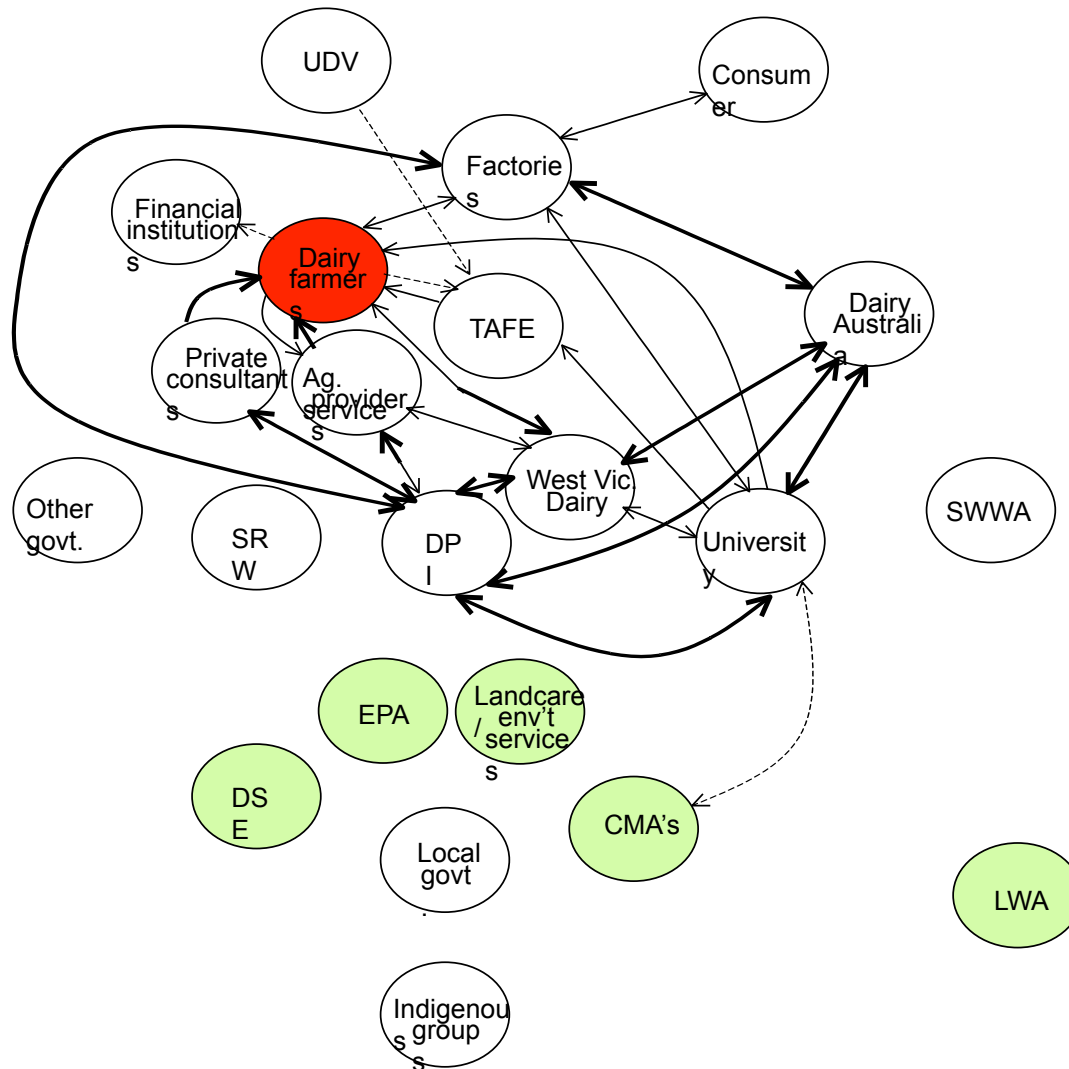 UDV
Consum
er
Factorie
s
Financial
institution
s
Dairy
farmer
s
TAFE
Dairy
Australi
a
Private
consultant
s
Ag.
provider
service
s
s
West Vic.
Dairy
Other
govt.
SR
W
DP
I
Universit
y
SWWA
EPA
Landcare
/ env't
service
s
DS
E
CMA's
Local
govt
.
LWA
Indigenou
s group
s